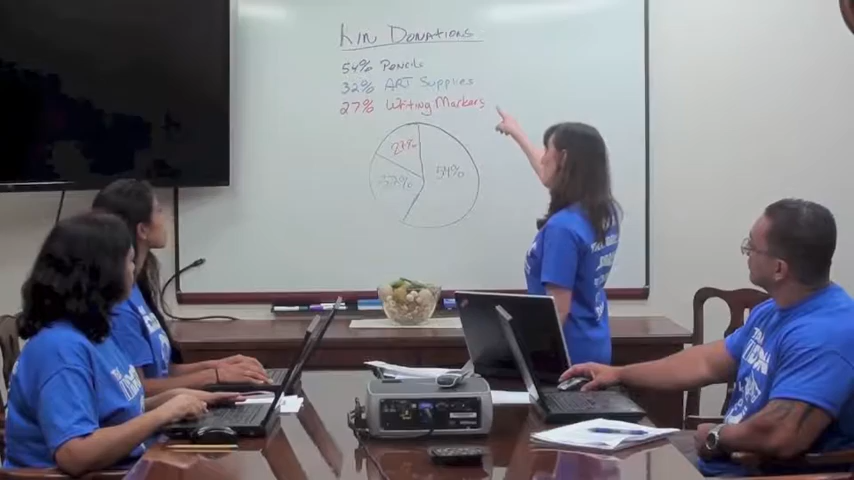 Kin Donations
54% Pencils
32% ART Supplies
27% Writing Markers
27%
32%
54%